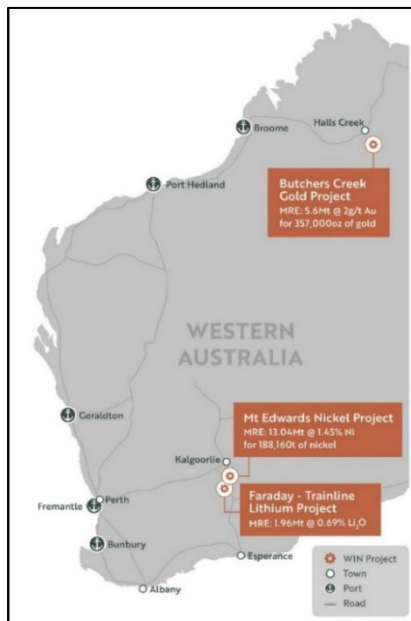 Halls Creek
Broome
Port Hedland
Butchers Creek
Gold Project
MRE: 5.6Mt @ 2g/t Au
for 357,000oz of gold
WESTERN
AUSTRALIA
Geraldton
Mt Edwards Nickel Project
MRE: 13.04Mt @ 1.45% Ni
for 188,160t of nickel
Kalgoorlie
Faraday - Trainline
Lithium Project
MRE: 1.96Mt @ 0.69% Li₂O
Perth
Fremantle
Bunbury
Esperance
Albany
WIN Project
Town
Port
Road